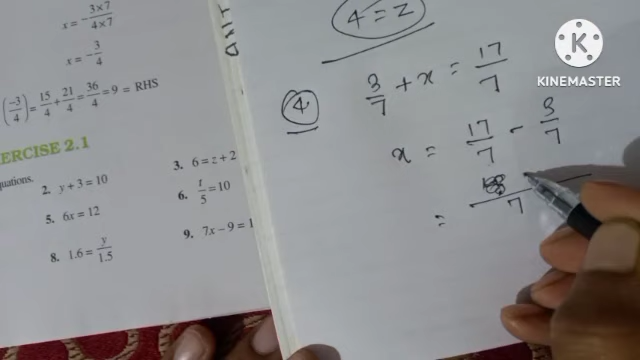 x = - 3×7 / 4×7
x = - 3/4
(-3/4) = 15/4 + 21/4 = 36/4 = 9 = RHS
ERCISE 2.1
quations.
2. y + 3 = 10
3. 6 = z + 2
5. 6x = 12
6. t/5 = 10
8. 1.6 = y/1.5
9. 7x – 9 = 1
4 = z
④ 3/7 + x = 17/7
x = 17/7 - 3/7
= /7
K
KINEMASTER